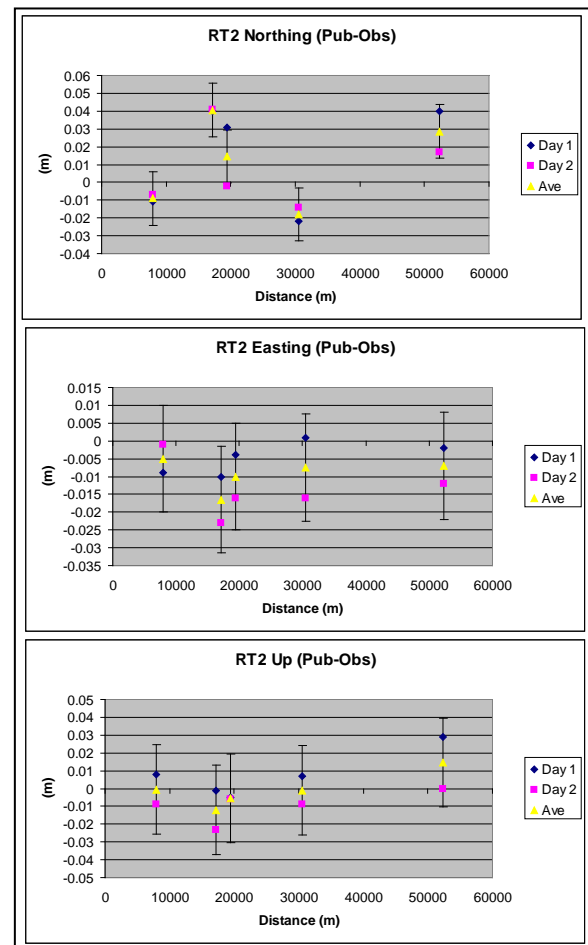 RT2 Northing (Pub-Obs)
0.06
0.05
0.04
0.03
0.02
0.01
0
-0.01
-0.02
-0.03
-0.04
(m)
0 10000 20000 30000 40000 50000 60000
Distance (m)
Day 1
Day 2
Ave
RT2 Easting (Pub-Obs)
0.015
0.01
0.005
0
-0.005
-0.01
-0.015
-0.02
-0.025
-0.03
-0.035
(m)
0 10000 20000 30000 40000 50000 60000
Distance (m)
Day 1
Day 2
Ave
RT2 Up (Pub-Obs)
0.05
0.04
0.03
0.02
0.01
0
-0.01
-0.02
-0.03
-0.04
-0.05
(m)
0 10000 20000 30000 40000 50000 60000
Distance (m)
Day 1
Day 2
Ave